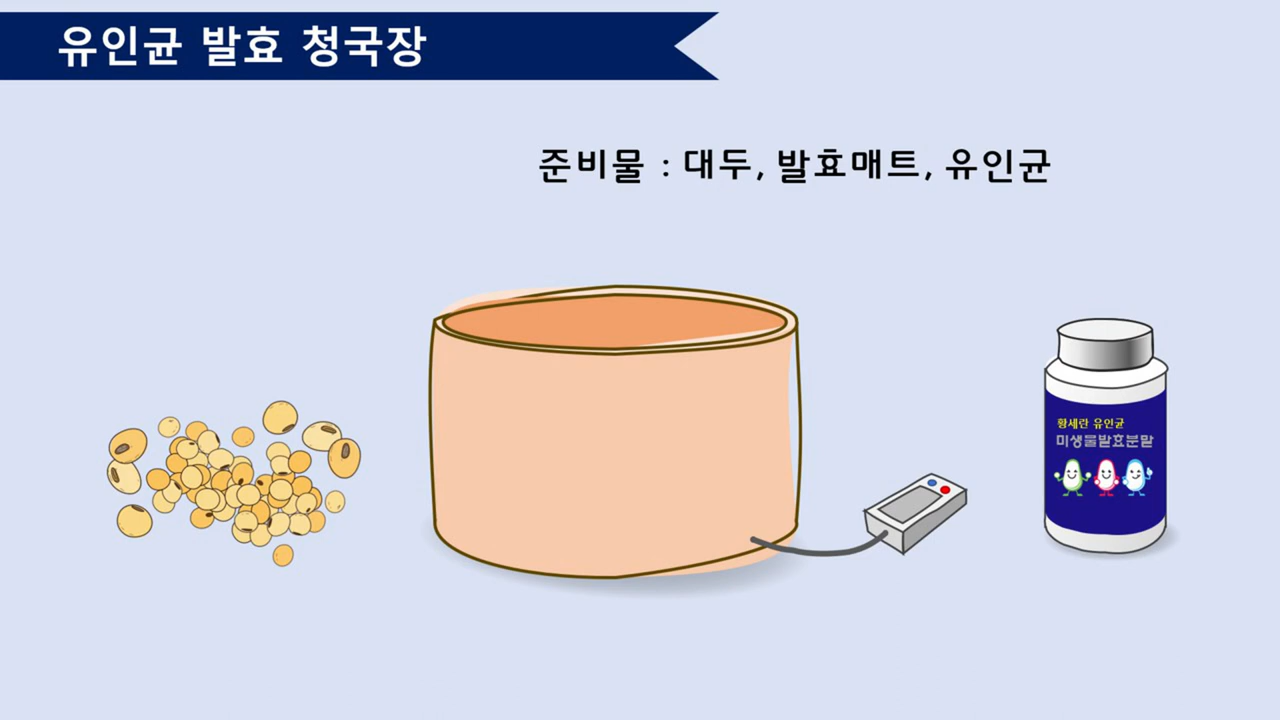 유인균 발효 청국장
준비물 : 대두, 발효매트, 유인균
황세란 유인균
미생물발효분말